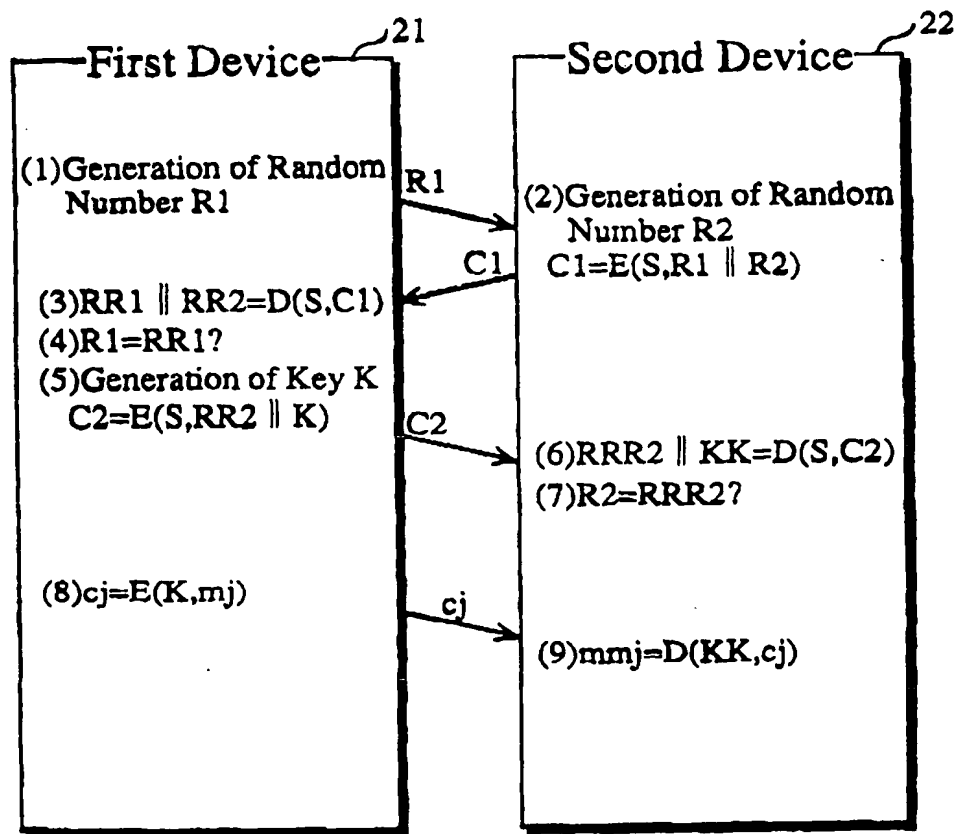 21
22
First Device
Second Device
(1)Generation of Random
Number R1
R1
(2)Generation of Random
Number R2
C1=E(S,R1 ‖ R2)
C1
(3)RR1 ‖ RR2=D(S,C1)
(4)R1=RR1?
(5)Generation of Key K
C2=E(S,RR2 ‖ K)
C2
(6)RRR2 ‖ KK=D(S,C2)
(7)R2=RRR2?
(8)cj=E(K,mj)
cj
(9)mmj=D(KK,cj)